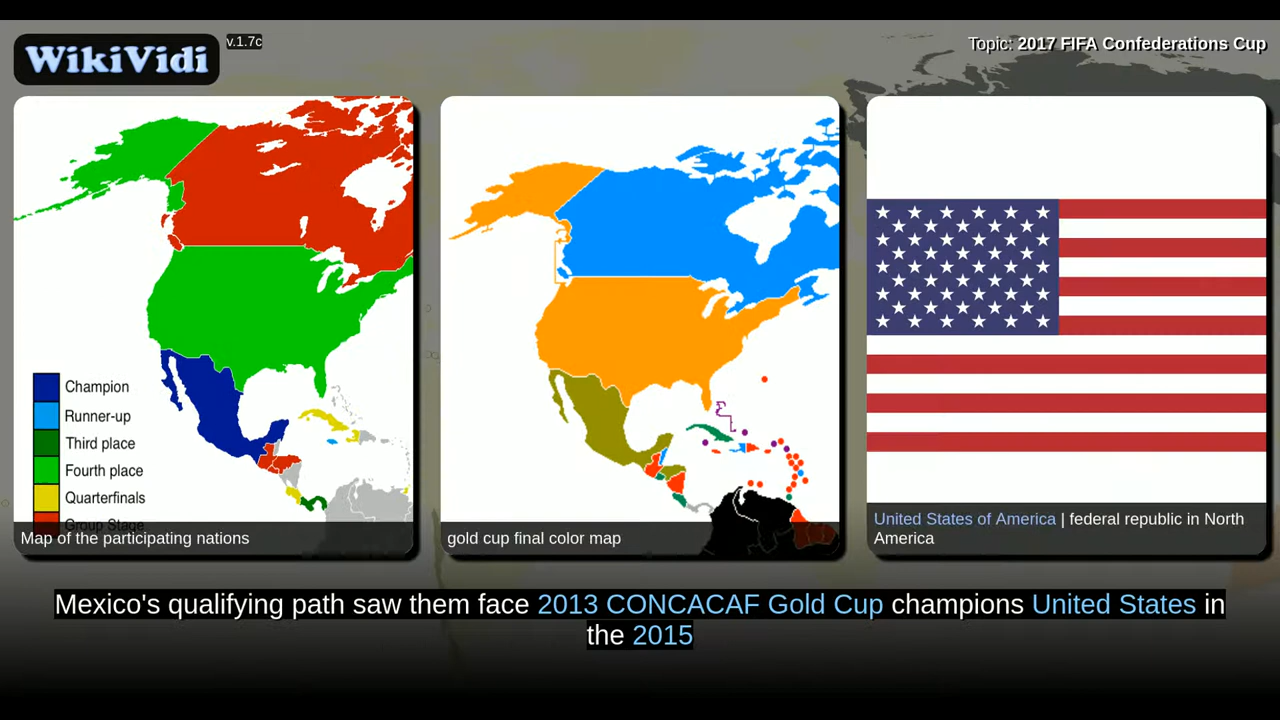 WikiVidi
v.1.7c
Topic: 2017 FIFA Confederations Cup
Champion
Runner-up
Third place
Fourth place
Quarterfinals
Group Stage
Map of the participating nations
gold cup final color map
United States of America | federal republic in North
America
Mexico's qualifying path saw them face 2013 CONCACAF Gold Cup champions United States in
the 2015